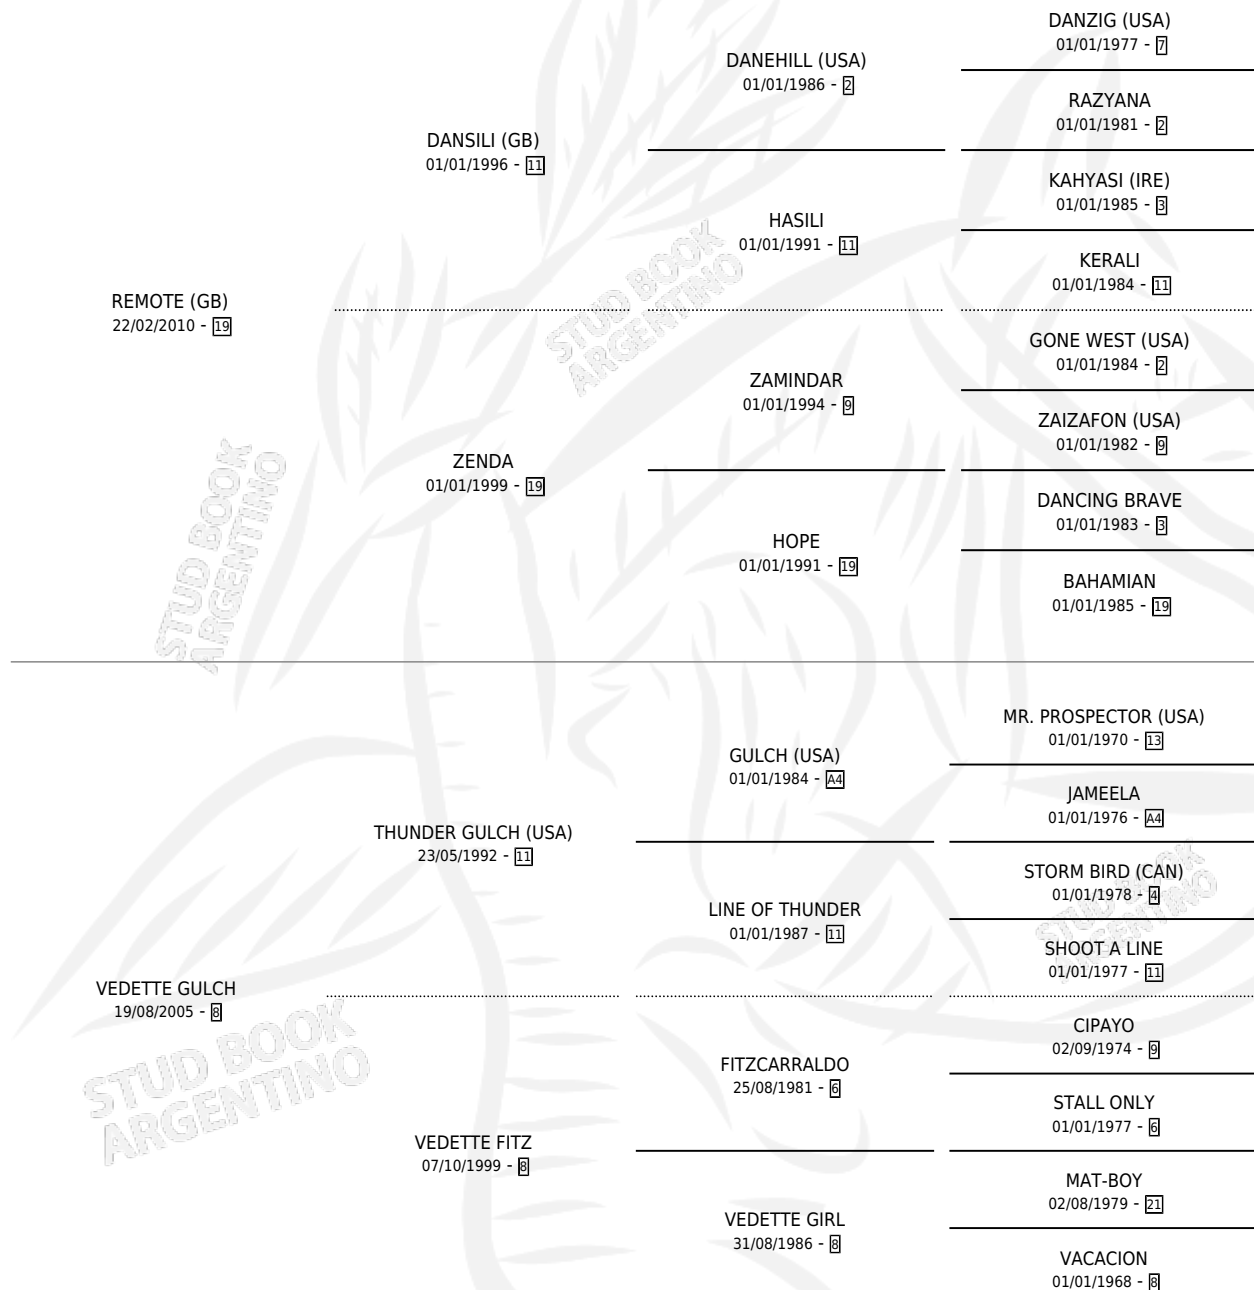 DANZIG (USA)
01/01/1977 - 7
DANEHILL (USA)
01/01/1986 - 2
RAZYANA
01/01/1981 - 2
DANSILI (GB)
01/01/1996 - 11
KAHYASI (IRE)
01/01/1985 - 3
HASILI
01/01/1991 - 11
KERALI
01/01/1984 - 11
REMOTE (GB)
22/02/2010 - 19
GONE WEST (USA)
01/01/1984 - 2
ZAMINDAR
01/01/1994 - 9
ZAIZAFON (USA)
01/01/1982 - 9
ZENDA
01/01/1999 - 19
DANCING BRAVE
01/01/1983 - 3
HOPE
01/01/1991 - 19
BAHAMIAN
01/01/1985 - 19
MR. PROSPECTOR (USA)
01/01/1970 - 13
GULCH (USA)
01/01/1984 - A4
JAMEELA
01/01/1976 - A4
THUNDER GULCH (USA)
23/05/1992 - 11
STORM BIRD (CAN)
01/01/1978 - 4
LINE OF THUNDER
01/01/1987 - 11
SHOOT A LINE
01/01/1977 - 11
VEDETTE GULCH
19/08/2005 - 8
CIPAYO
02/09/1974 - 9
FITZCARRALDO
25/08/1981 - 6
STALL ONLY
01/01/1977 - 6
VEDETTE FITZ
07/10/1999 - 8
MAT-BOY
02/08/1979 - 21
VEDETTE GIRL
31/08/1986 - 8
VACACION
01/01/1968 - 8
STUD BOOK
ARGENTINO
STUD BOOK
ARGENTINO
STUD BOOK
ARGENTINO
STUD BOOK
ARGENTINO